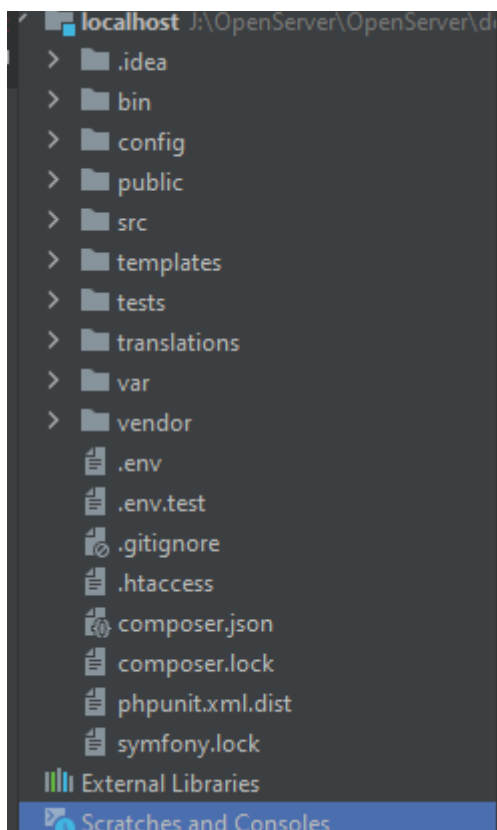 localhost J:\OpenServer\OpenServer\d
.idea
bin
config
public
src
templates
tests
translations
var
vendor
.env
.env.test
.gitignore
.htaccess
composer.json
composer.lock
phpunit.xml.dist
symfony.lock
External Libraries
Scratches and Consoles